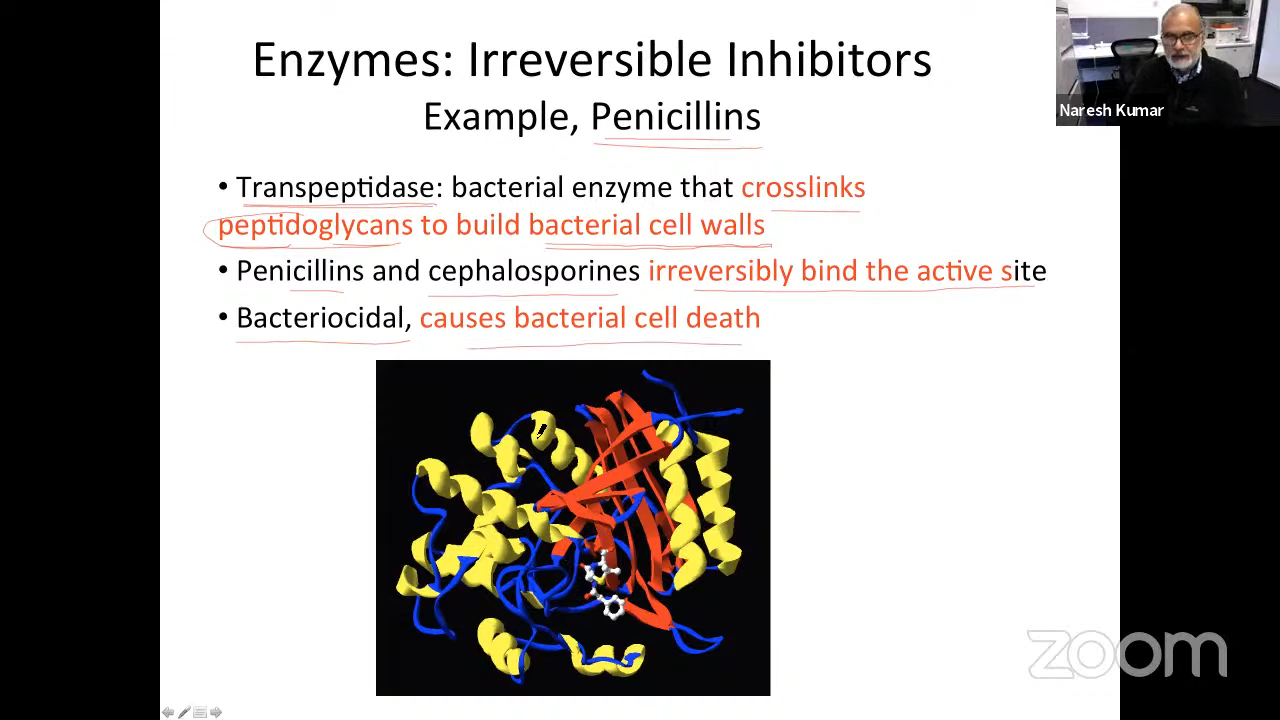 Enzymes: Irreversible Inhibitors
Example, Penicillins
• Transpeptidase: bacterial enzyme that crosslinks
peptidoglycans to build bacterial cell walls
• Penicillins and cephalosporines irreversibly bind the active site
• Bacteriocidal, causes bacterial cell death
Naresh Kumar
zoom